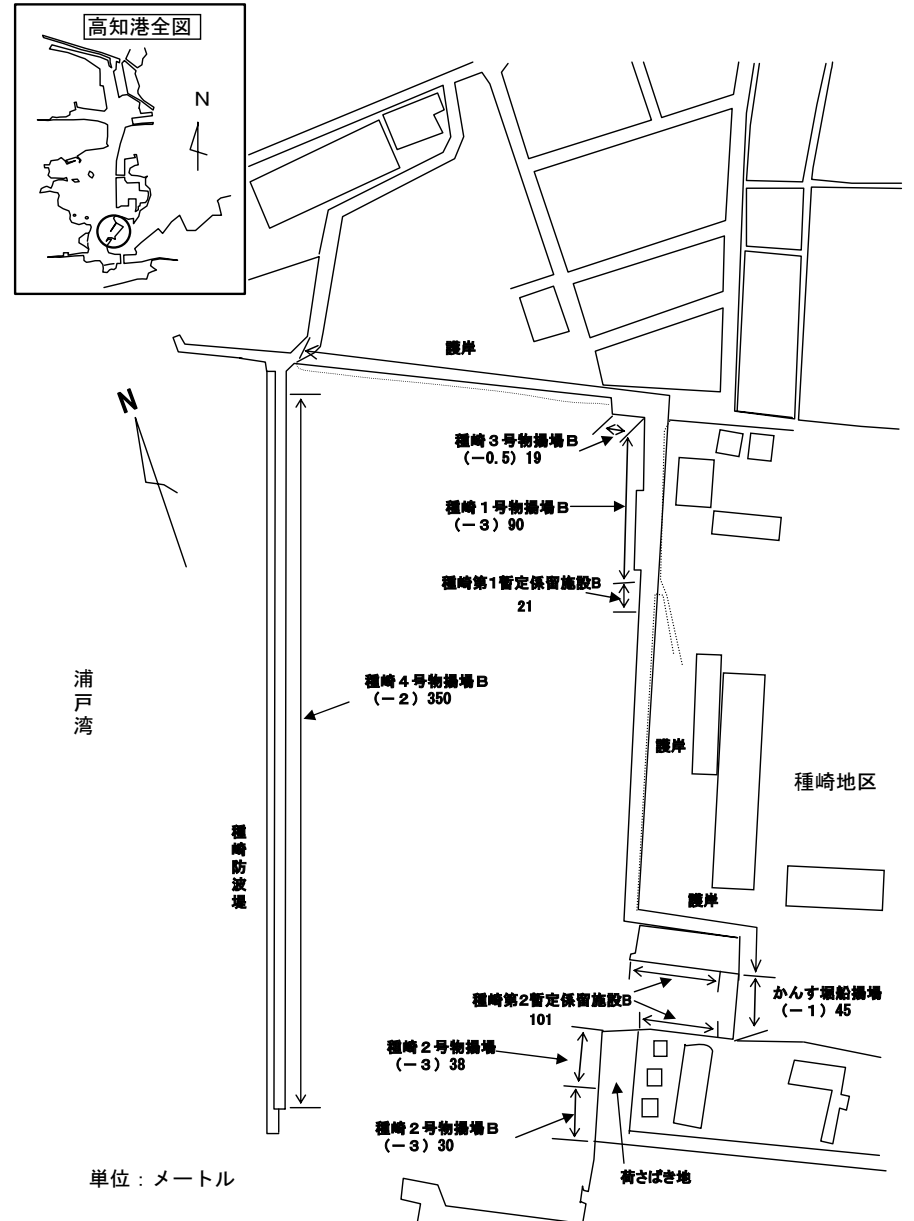 高知港全図
N
護岸
N
種崎3号物揚場B
(-0.5) 19
種崎1号物揚場B
(-3) 90
種崎第1暫定係留施設B
21
浦戸湾
種崎4号物揚場B
(-2) 350
護岸
種崎地区
種崎防波堤
護岸
種崎第2暫定係留施設B
101
かんす堀船揚場
(-1) 45
種崎2号物揚場
(-3) 38
種崎2号物揚場B
(-3) 30
単位:メートル
荷さばき地